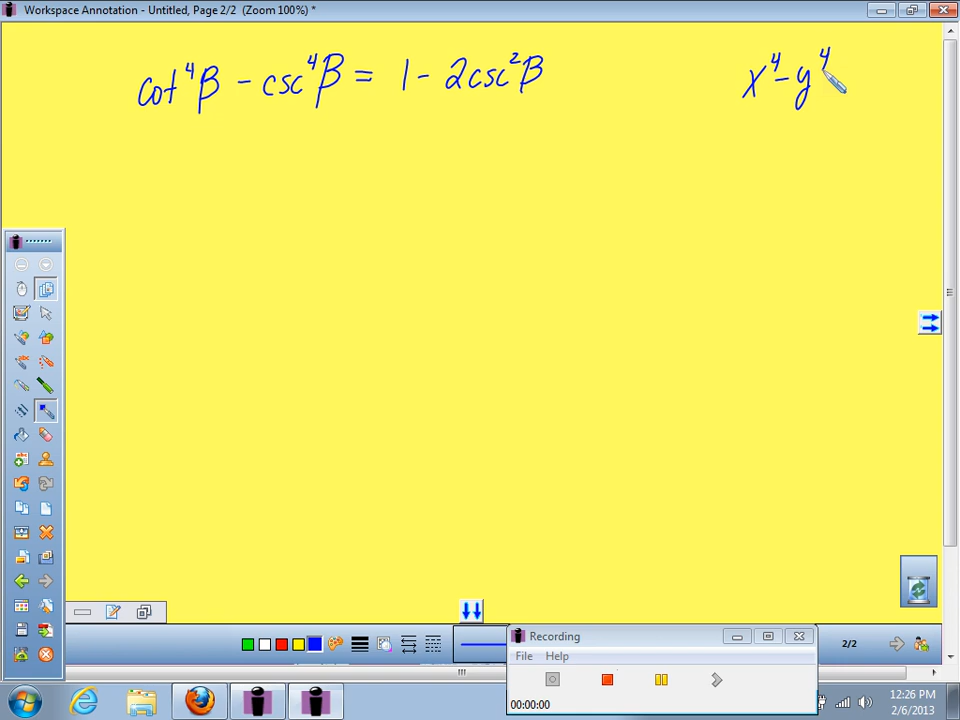 Workspace Annotation - Untitled, Page 2/2 (Zoom 100%) *
cot⁴β - csc⁴β = 1 - 2csc²β
x⁴ - y⁴
Recording
File Help
2/2
00:00:00
12:26 PM
2/6/2013